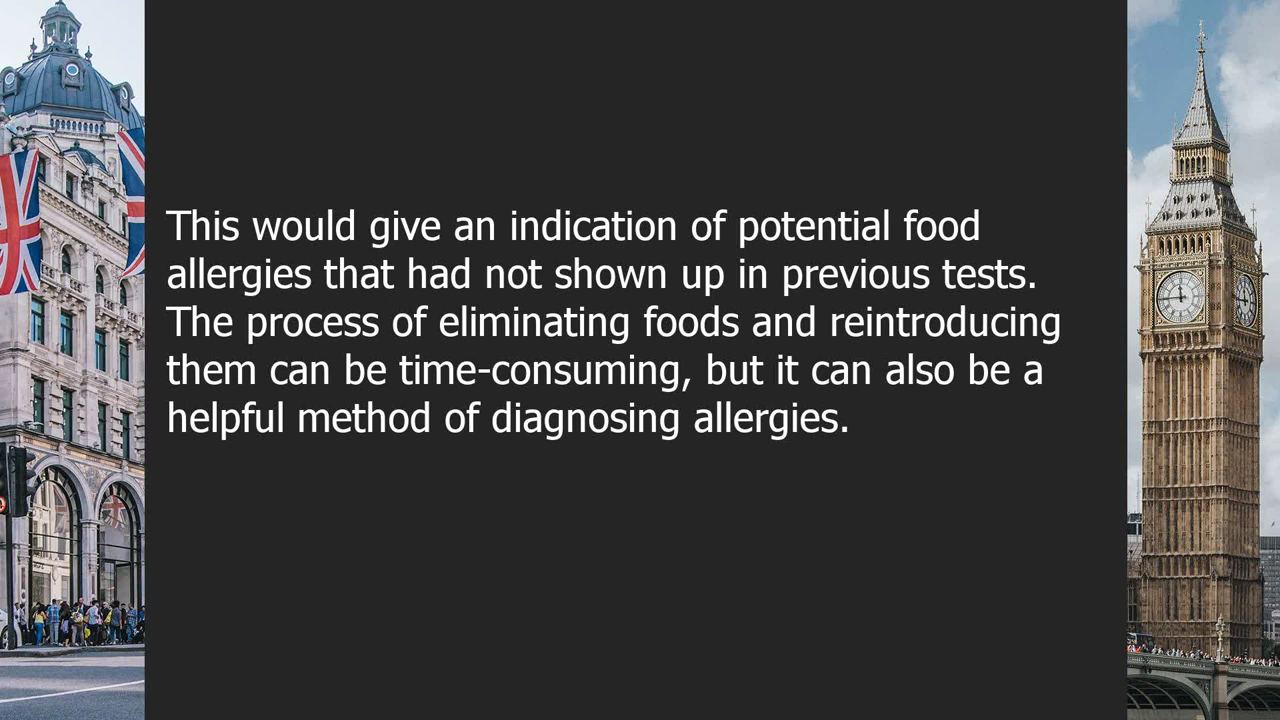 This would give an indication of potential food
allergies that had not shown up in previous tests.
The process of eliminating foods and reintroducing
them can be time-consuming, but it can also be a
helpful method of diagnosing allergies.